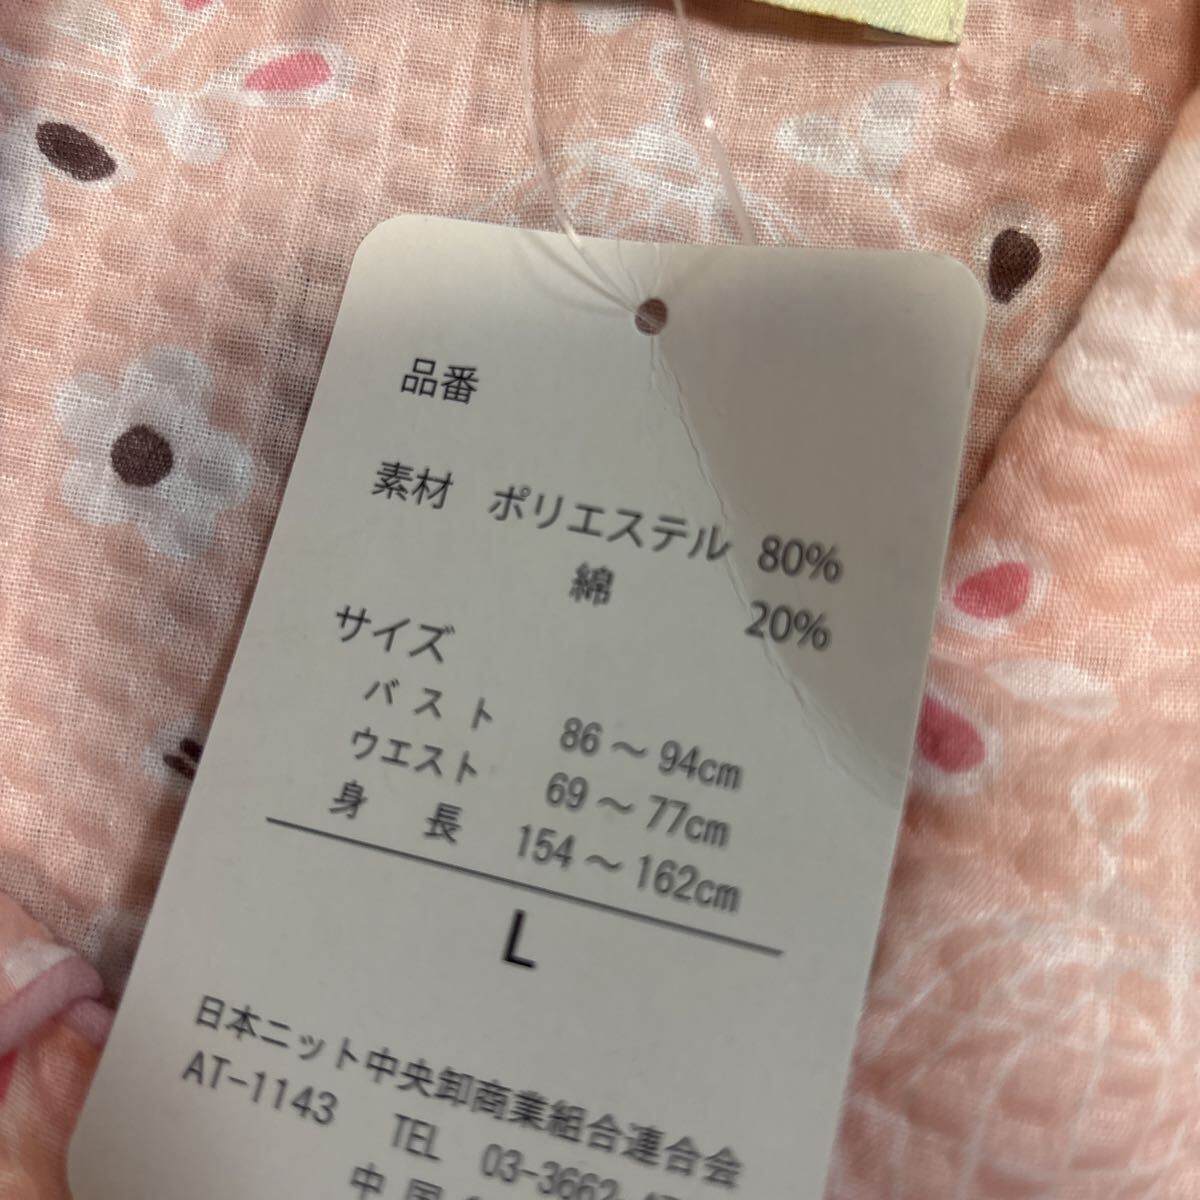 品番
素材 ポリエステル 80%
綿 20%
サイズ
バスト 86～94cm
ウエスト 69～77cm
身長 154～162cm
L
日本ニット中央卸商業組合連合会
AT-1143 TEL 03-3662-
中国